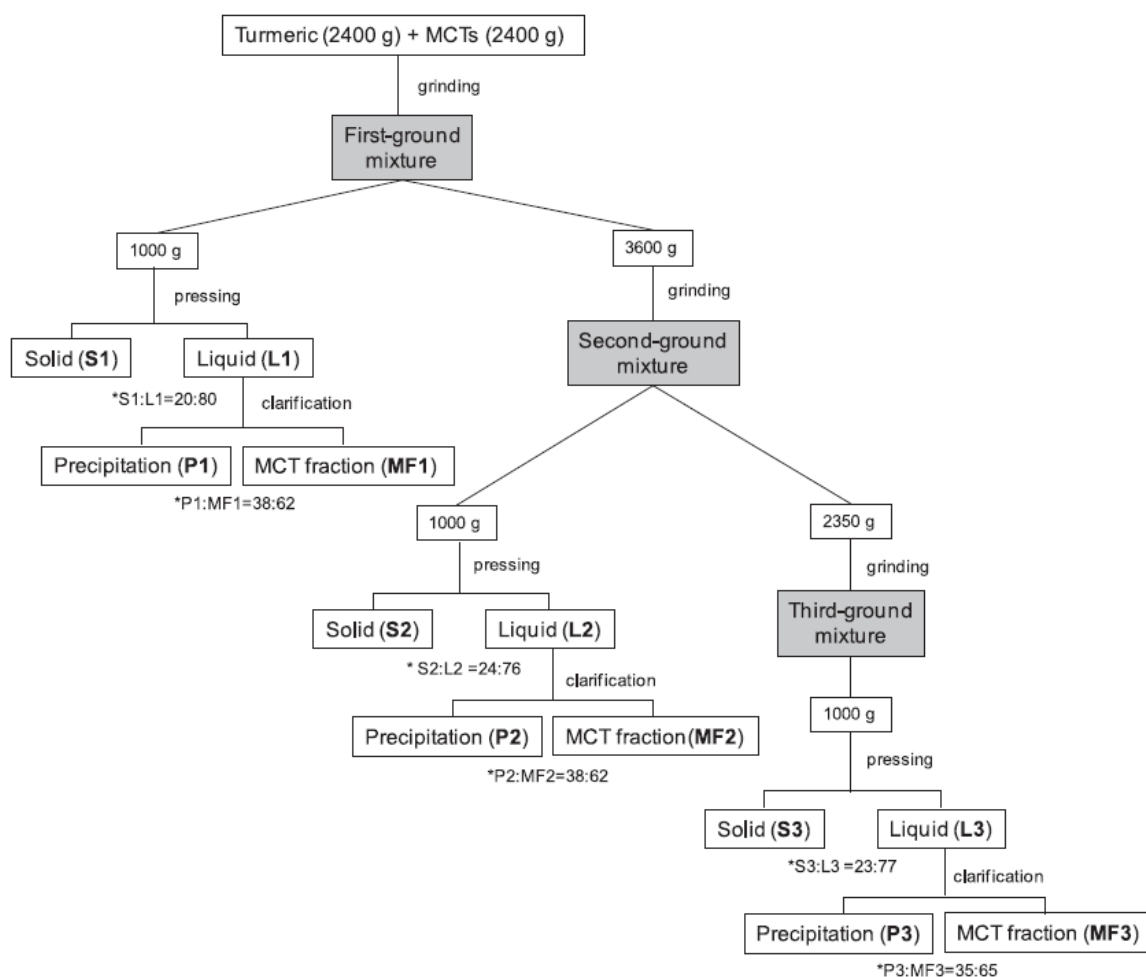 Turmeric (2400 g) + MCTs (2400 g)
grinding
First-ground
mixture
1000 g
3600 g
pressing
grinding
Solid (S1)
Liquid (L1)
Second-ground
mixture
*S1:L1=20:80
clarification
Precipitation (P1)
MCT fraction (MF1)
*P1:MF1=38:62
1000 g
2350 g
pressing
grinding
Solid (S2)
Liquid (L2)
Third-ground
mixture
* S2:L2 =24:76
clarification
Precipitation (P2)
MCT fraction(MF2)
1000 g
*P2:MF2=38:62
pressing
Solid (S3)
Liquid (L3)
*S3:L3 =23:77
clarification
Precipitation (P3)
MCT fraction (MF3)
*P3:MF3=35:65